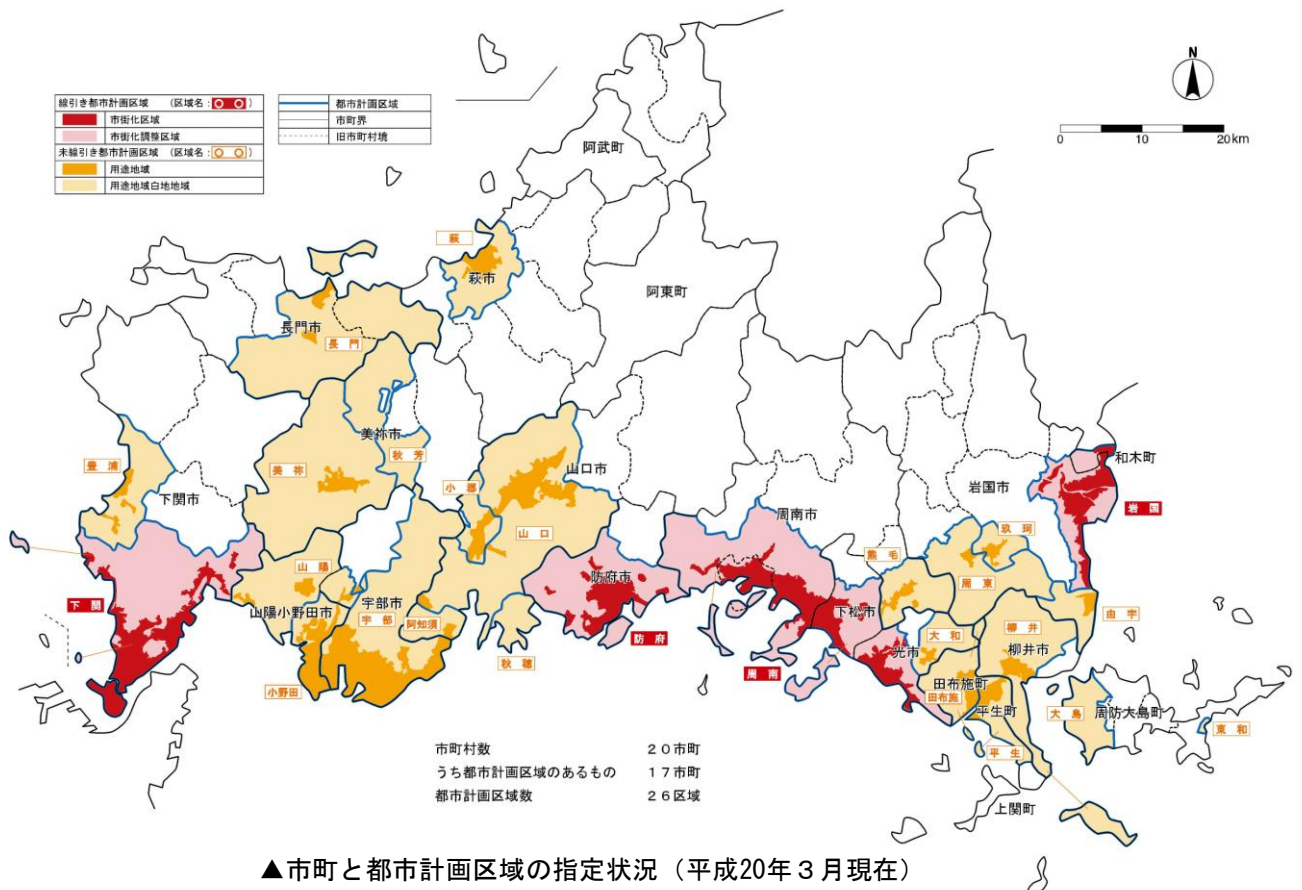 線引き都市計画区域 （区域名：○ ○）
市街化区域
市街化調整区域
未線引き都市計画区域 （区域名：○ ○）
用途地域
用途地域白地地域
都市計画区域
市町界
旧市町村境
N
0 10 20km
阿武町
萩
萩市
阿東町
長門市
長 門
美祢市
秋 芳
美 祢
豊 浦
下関市
小 郡
山口市
山 口
岩国市
和木町
岩 国
周南市
玖 珂
熊 毛
周 東
防府市
下松市
山 陽
山陽小野田市
宇部市
宇 部
阿知須
下 関
由 宇
大 和
柳 井
柳井市
光市
防 府
秋 穂
周 南
小野田
田布施町
田布施
平生町
大 島
周防大島町
東 和
平 生
上関町
市町村数 ２０市町
うち都市計画区域のあるもの １７市町
都市計画区域数 ２６区域
▲市町と都市計画区域の指定状況（平成20年３月現在）